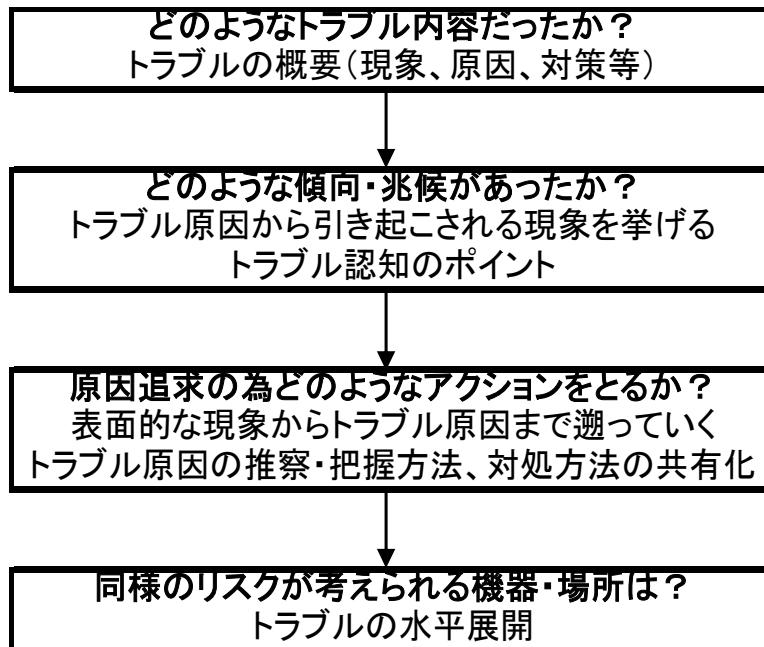 どのようなトラブル内容だったか？
トラブルの概要（現象、原因、対策等）
どのような傾向・兆候があったか？
トラブル原因から引き起こされる現象を挙げる
トラブル認知のポイント
原因追求の為どのようなアクションをとるか？
表面的な現象からトラブル原因まで遡っていく
トラブル原因の推察・把握方法、対処方法の共有化
同様のリスクが考えられる機器・場所は？
トラブルの水平展開